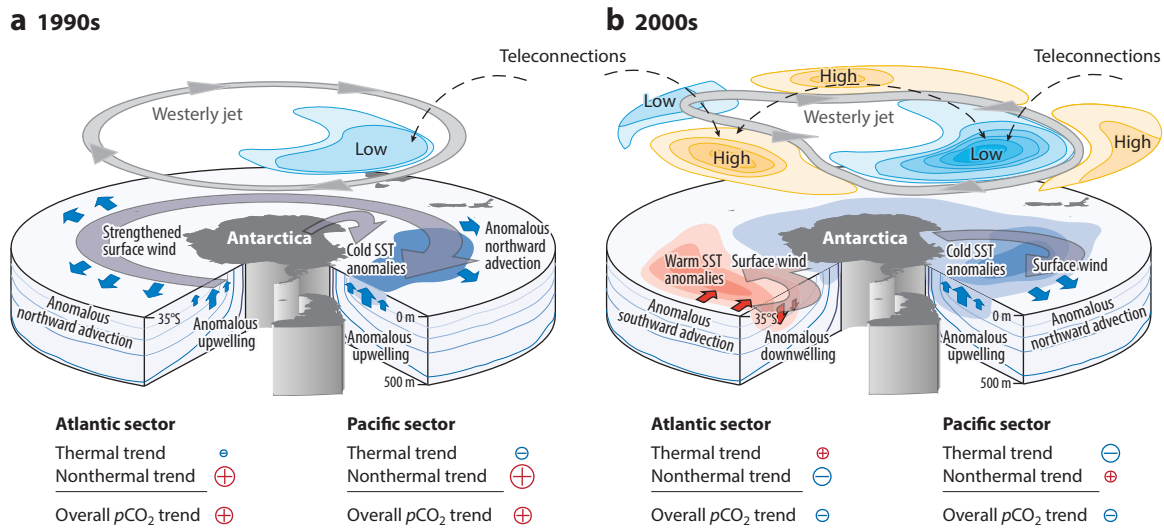 a 1990s
Teleconnections
Westerly jet
Low
Strengthened
surface wind
Antarctica
Cold SST
anomalies
Anomalous
northward
advection
Anomalous
northward advection
35°S
Anomalous
upwelling
0 m
Anomalous
upwelling
500 m
Atlantic sector
Thermal trend ⊖
Nonthermal trend ⊕
Overall pCO₂ trend ⊕
Pacific sector
Thermal trend ⊖
Nonthermal trend ⊕
Overall pCO₂ trend ⊕
b 2000s
Teleconnections
High
Low
Westerly jet
High
Low
High
Warm SST
anomalies
Surface wind
Antarctica
Cold SST
anomalies
Surface wind
Anomalous
southward advection
35°S
Anomalous
downwelling
0 m
Anomalous
upwelling
500 m
Anomalous
northward advection
Atlantic sector
Thermal trend ⊕
Nonthermal trend ⊖
Overall pCO₂ trend ⊖
Pacific sector
Thermal trend ⊖
Nonthermal trend ⊕
Overall pCO₂ trend ⊖